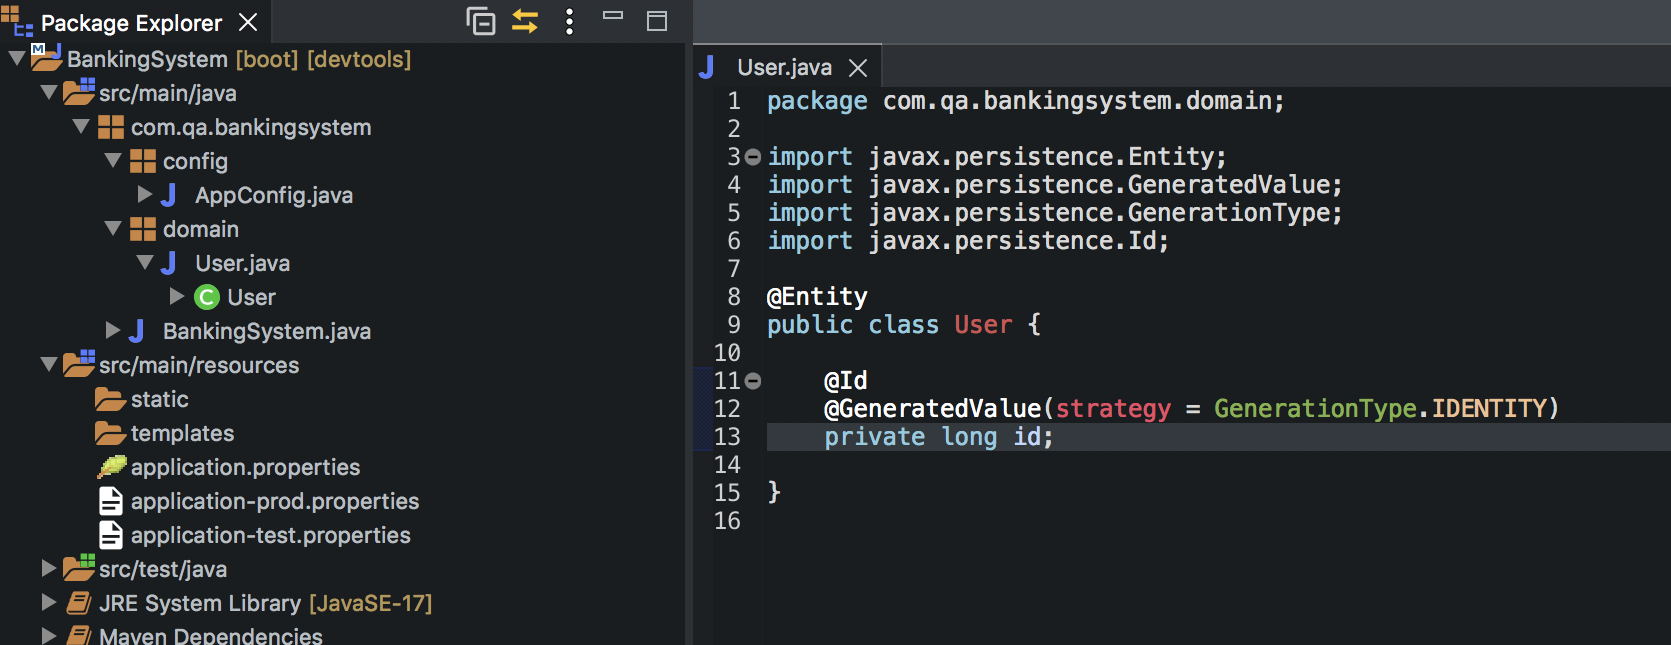 Package Explorer
BankingSystem [boot] [devtools]
src/main/java
com.qa.bankingsystem
config
AppConfig.java
domain
User.java
User
BankingSystem.java
src/main/resources
static
templates
application.properties
application-prod.properties
application-test.properties
src/test/java
JRE System Library [JavaSE-17]
Maven Dependencies
User.java
1 package com.qa.bankingsystem.domain;
2
3 import javax.persistence.Entity;
4 import javax.persistence.GeneratedValue;
5 import javax.persistence.GenerationType;
6 import javax.persistence.Id;
7
8 @Entity
9 public class User {
10
11 @Id
12 @GeneratedValue(strategy = GenerationType.IDENTITY)
13 private long id;
14
15 }
16